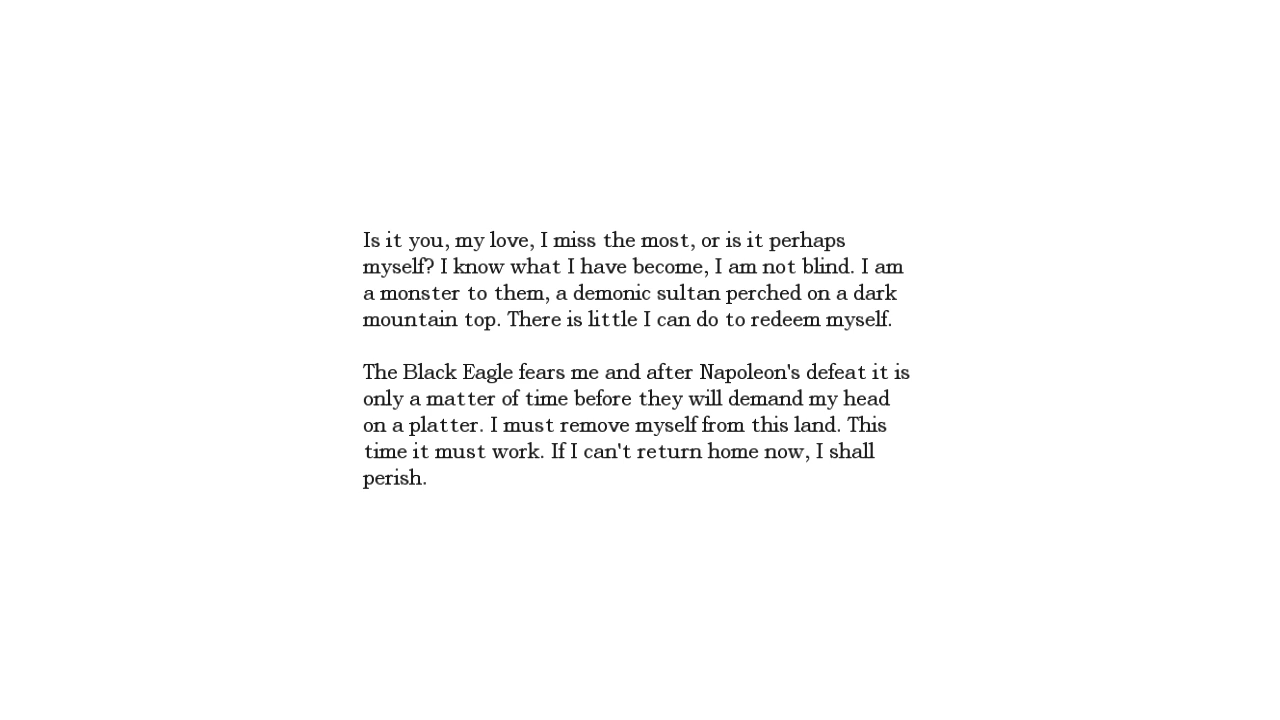 Is it you, my love, I miss the most, or is it perhaps
myself? I know what I have become, I am not blind. I am
a monster to them, a demonic sultan perched on a dark
mountain top. There is little I can do to redeem myself.
The Black Eagle fears me and after Napoleon's defeat it is
only a matter of time before they will demand my head
on a platter. I must remove myself from this land. This
time it must work. If I can't return home now, I shall
perish.